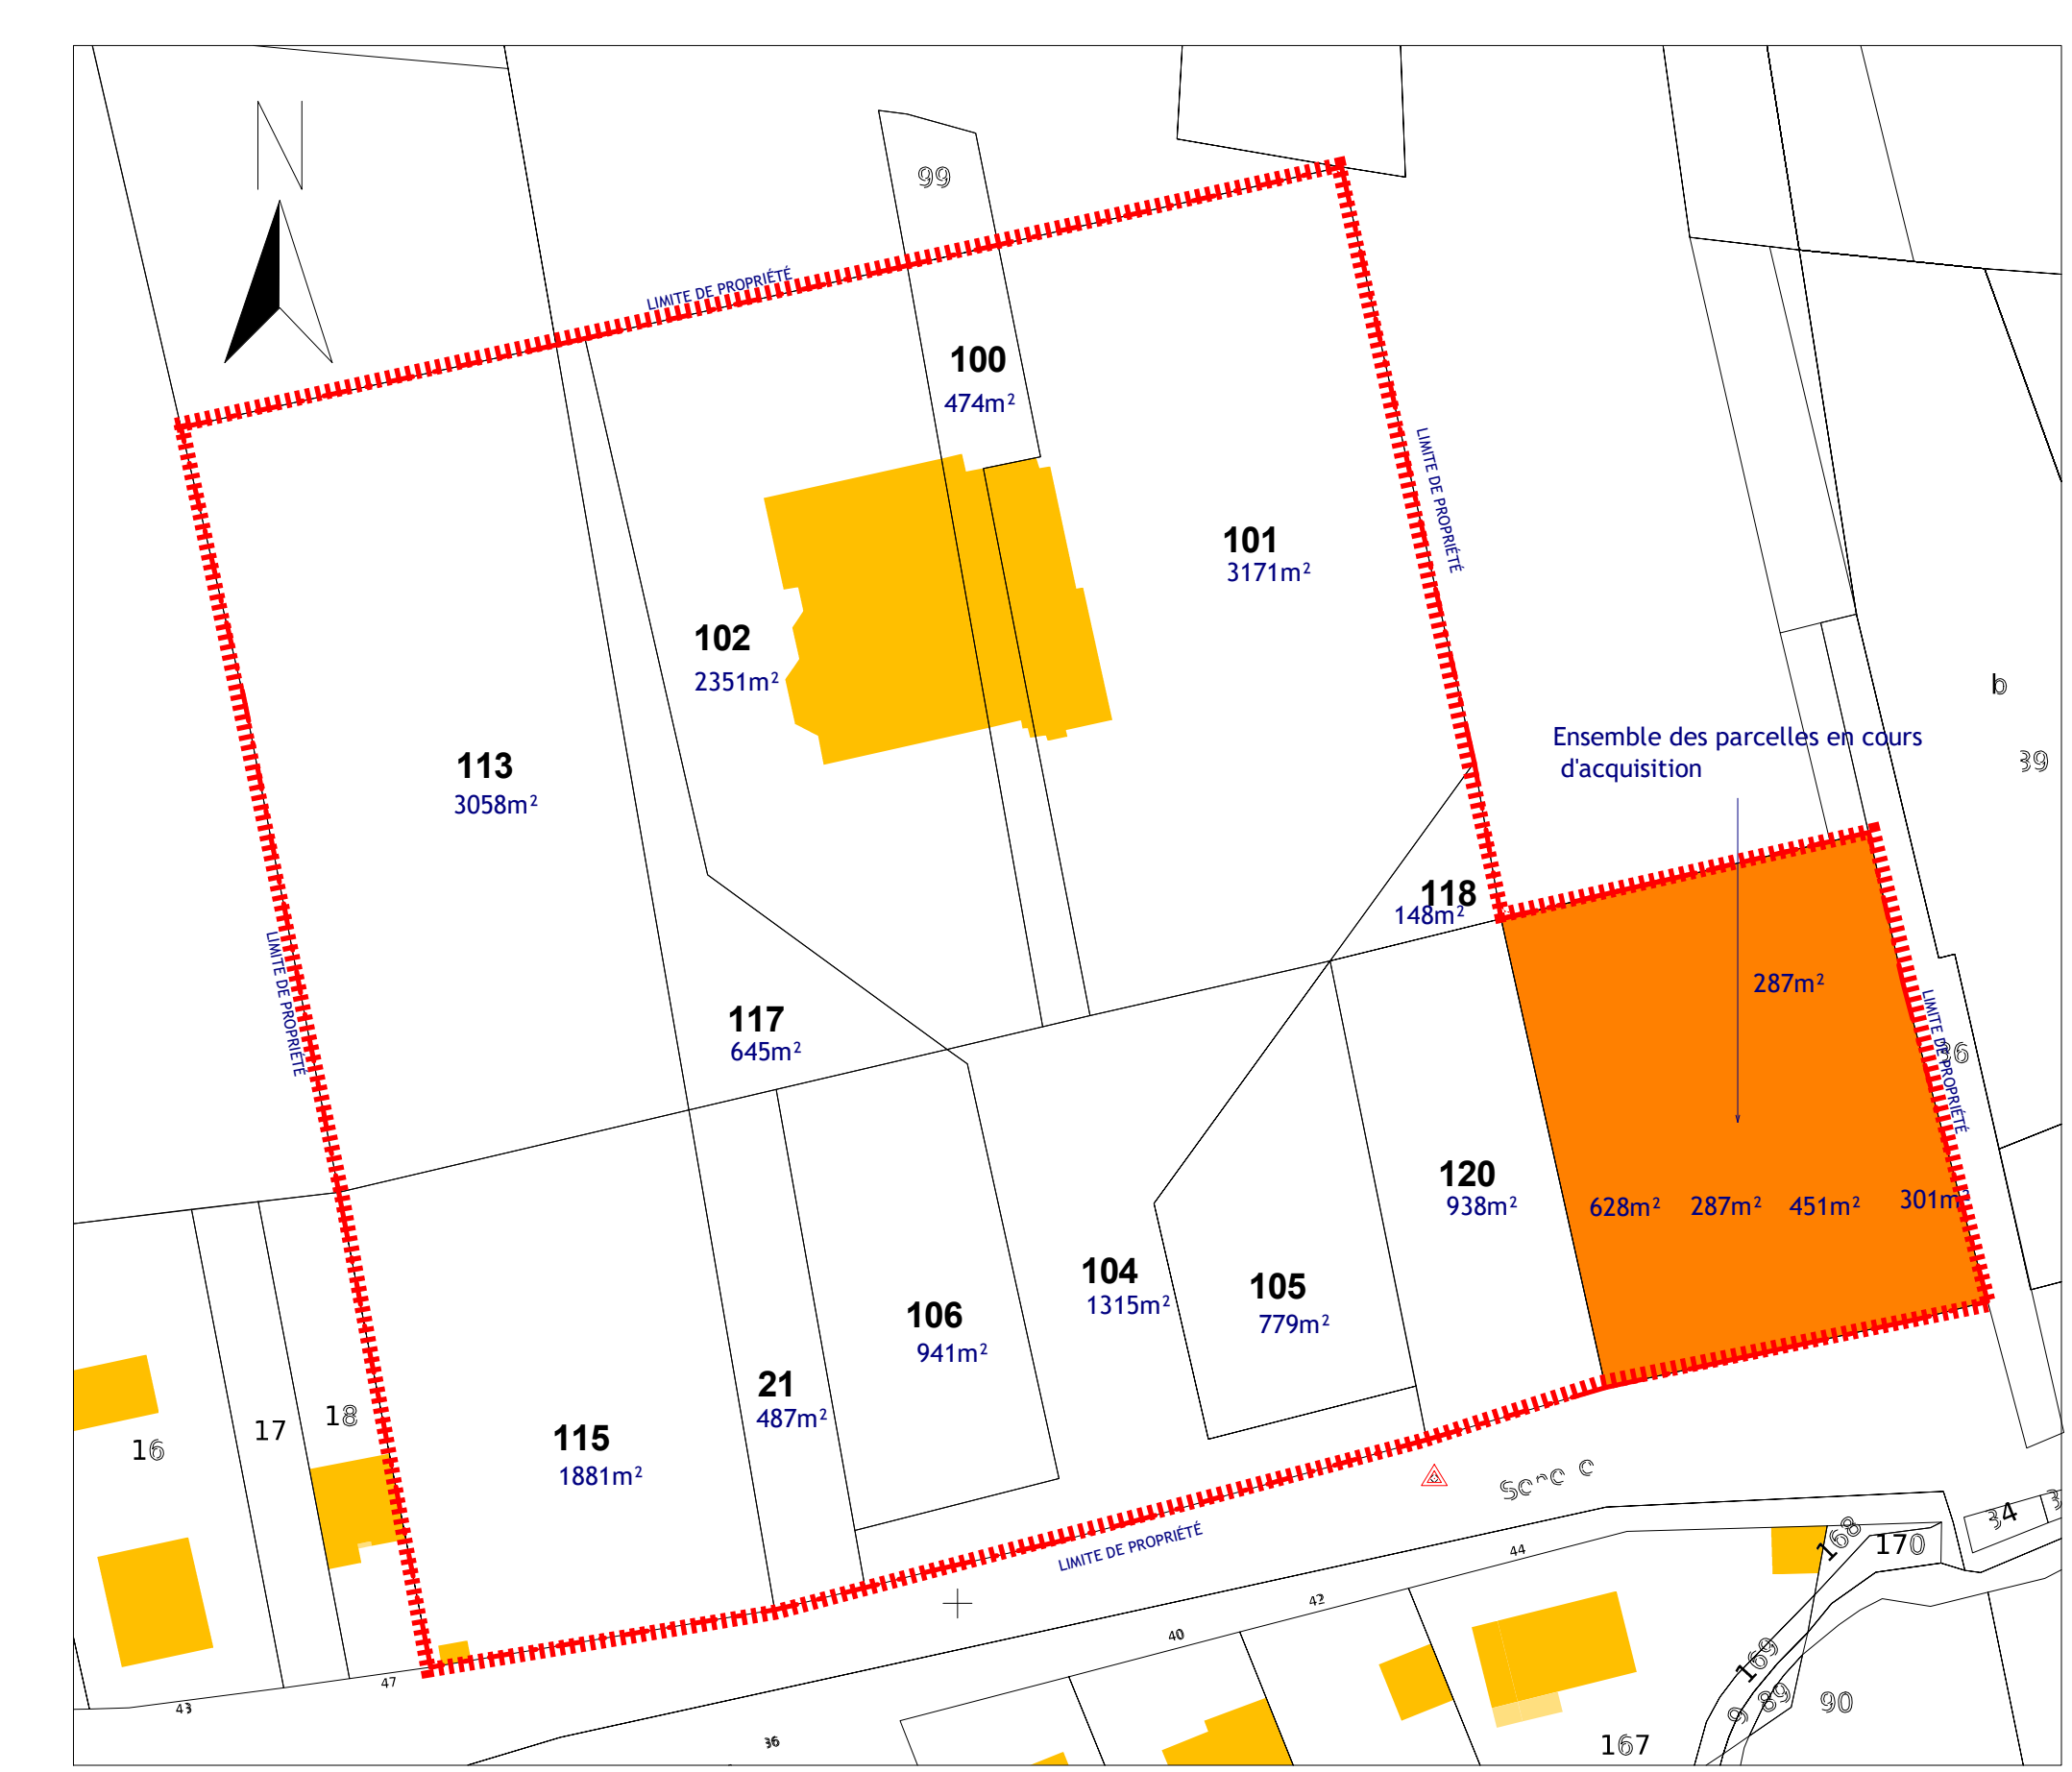 N
99
LIMITE DE PROPRIÉTÉ
100
474m²
101
3171m²
LIMITE DE PROPRIÉTÉ
102
2351m²
b
39
Ensemble des parcelles en cours
d'acquisition
113
3058m²
118
148m²
LIMITE DE PROPRIÉTÉ
287m²
117
645m²
LIMITE DE PROPRIÉTÉ
120
938m²
628m²
287m²
451m²
301m²
104
1315m²
105
779m²
106
941m²
21
487m²
115
1881m²
16
17
18
LIMITE DE PROPRIÉTÉ
34
168
170
44
42
40
36
47
43
169
89
9
90
167